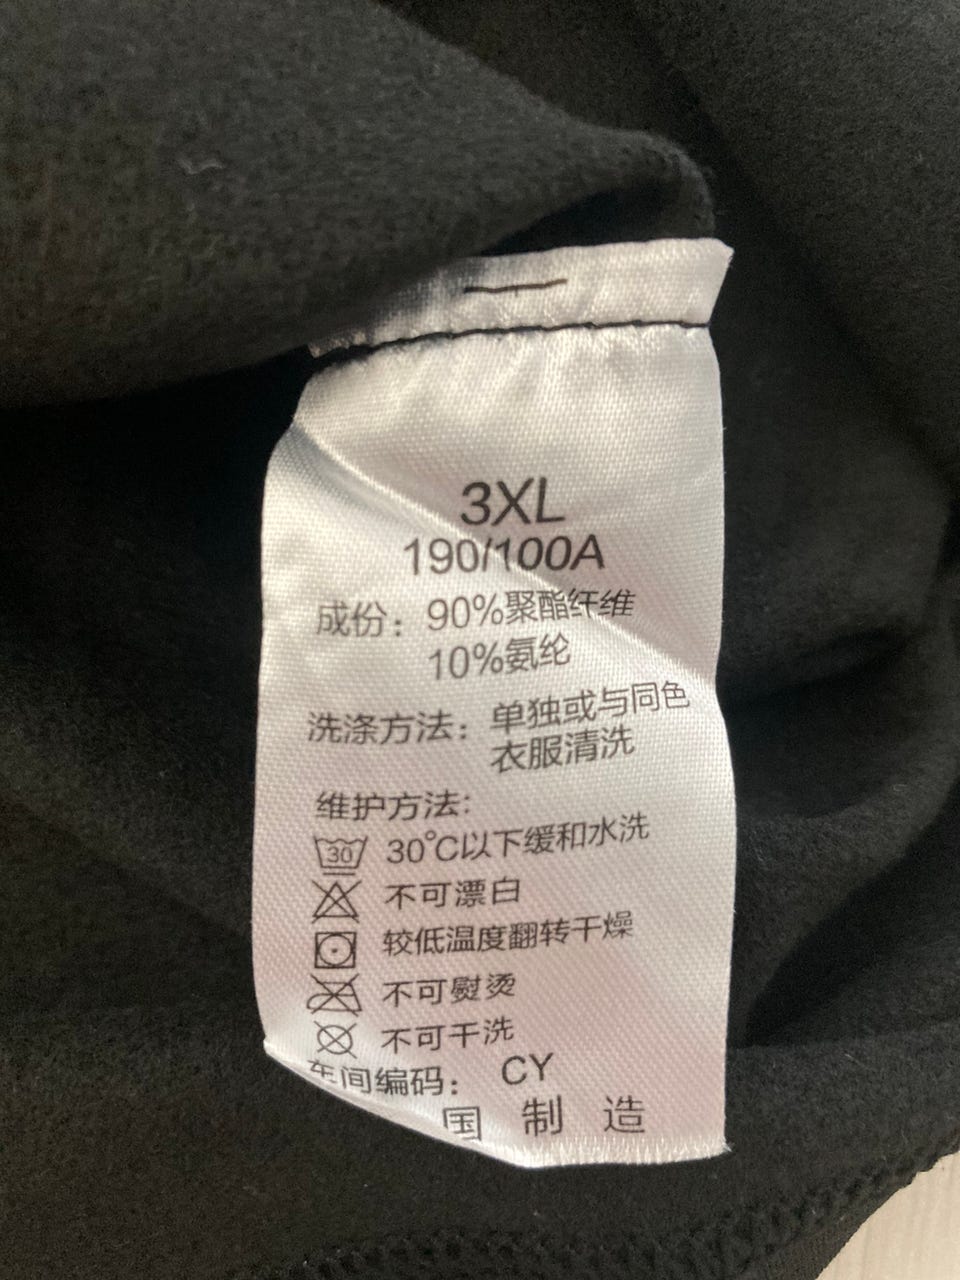 3XL
190/100A
成份：90%聚酯纤维
10%氨纶
洗涤方法：单独或与同色
衣服清洗
维护方法：
30 30°C以下缓和水洗
不可漂白
较低温度翻转干燥
不可熨烫
不可干洗
车间编码：CY
国制造